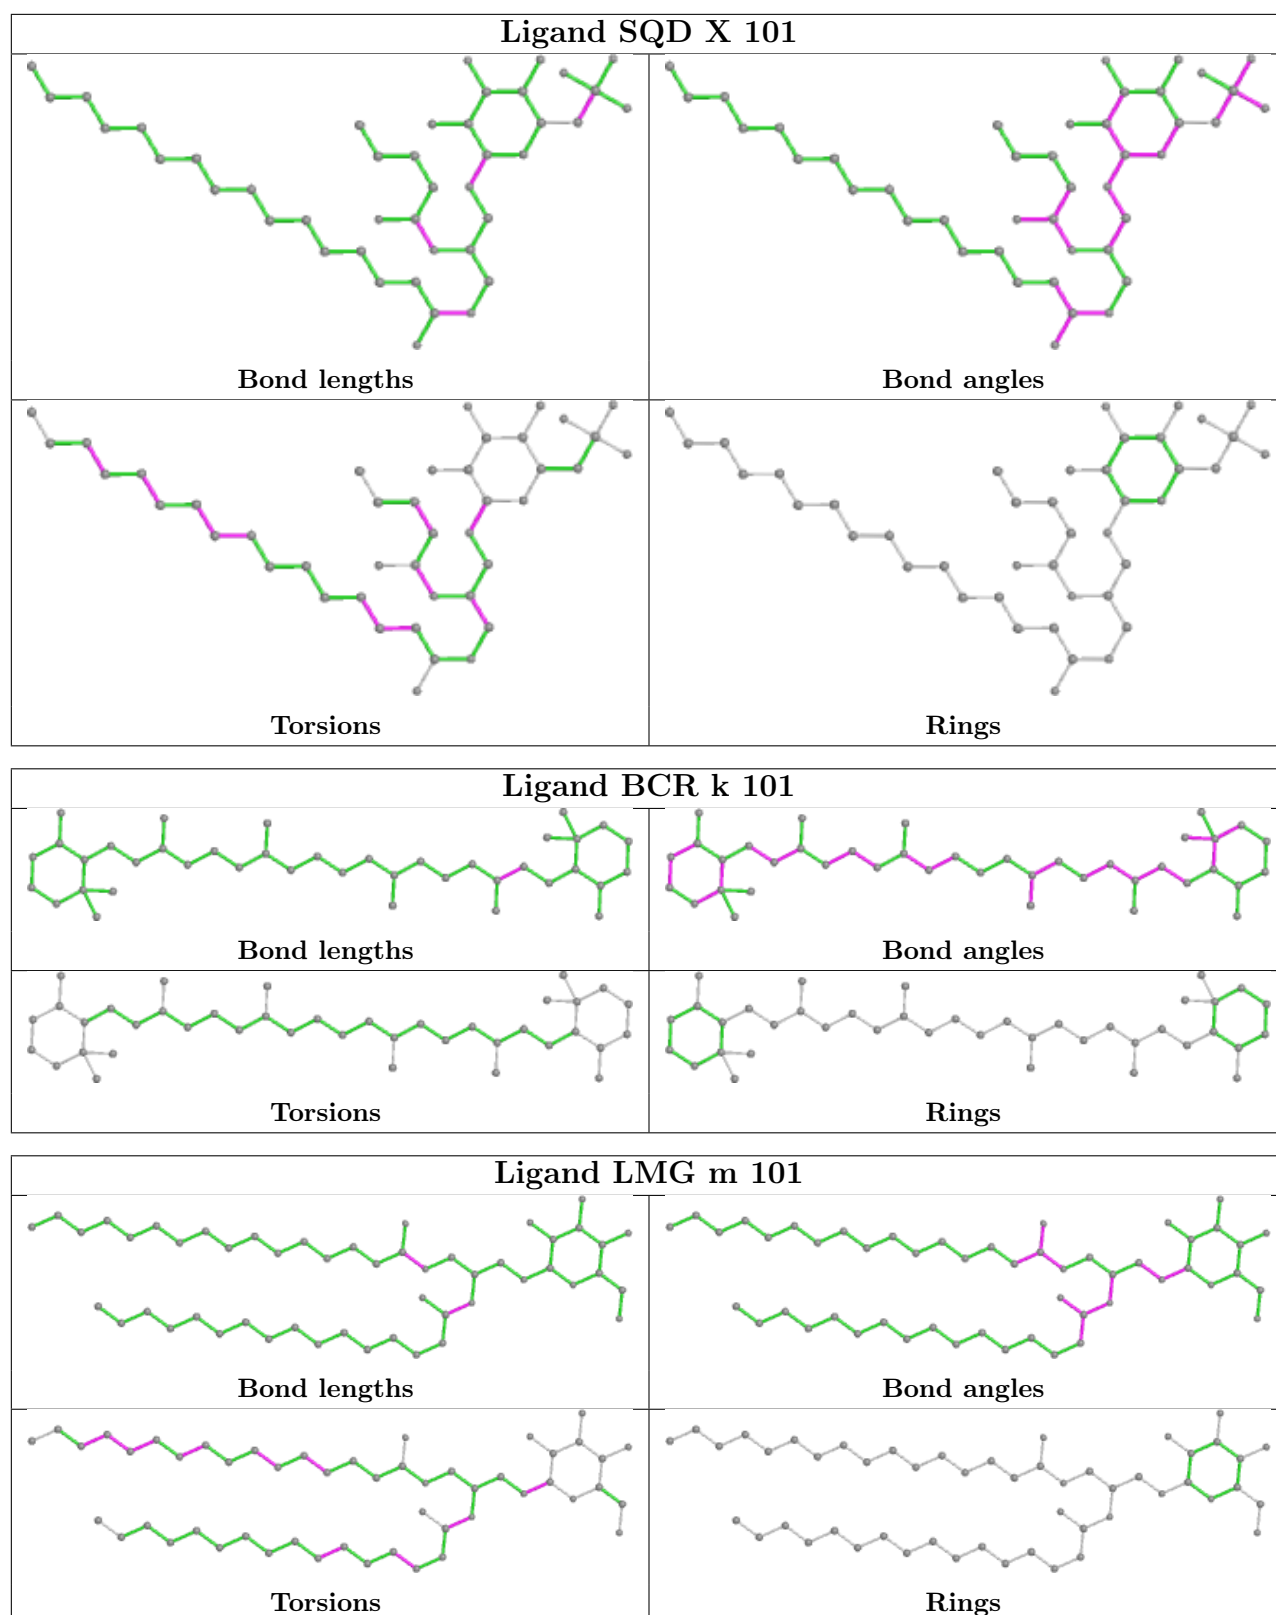 Ligand SQD X 101
Bond lengths
Bond angles
Torsions
Rings
Ligand BCR k 101
Bond lengths
Bond angles
Torsions
Rings
Ligand LMG m 101
Bond lengths
Bond angles
Torsions
Rings